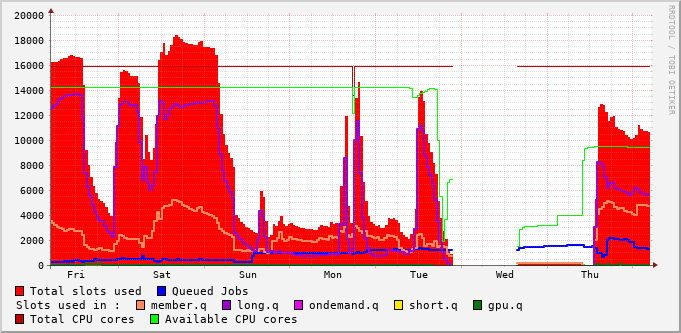 20000
18000
16000
14000
12000
10000
8000
6000
4000
2000
0
Fri Sat Sun Mon Tue Wed Thu
RRDTOOL / TOBI OETIKER
Total slots used Queued Jobs
Slots used in : member.q long.q ondemand.q short.q gpu.q
Total CPU cores Available CPU cores